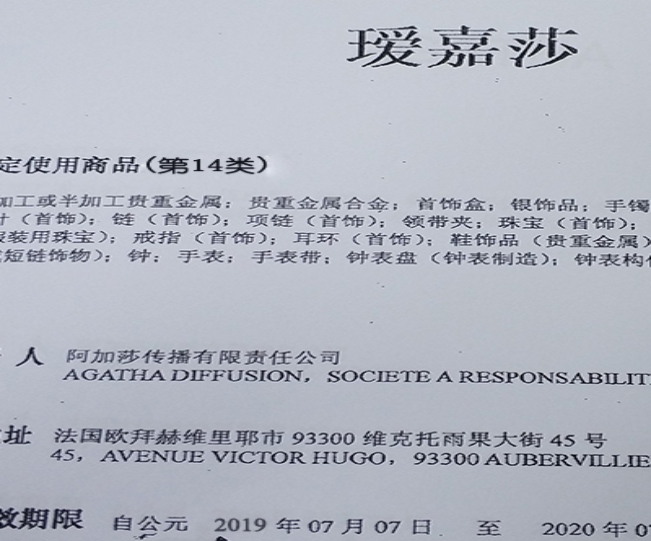 瑷嘉莎
定使用商品(第14类)
加工或半加工贵重金属；贵重金属合金；首饰盒；银饰品；手镯
针（首饰）；链（首饰）；项链（首饰）；领带夹；珠宝（首饰）；
服装用珠宝）；戒指（首饰）；耳环（首饰）；鞋饰品（贵重金属）
短链饰物）；钟；手表；手表带；钟表盘（钟表制造）；钟表构件
人 阿加莎传播有限责任公司
AGATHA DIFFUSION, SOCIETE A RESPONSABILIT
址 法国欧拜赫维里耶市 93300 维克托雨果大街 45 号
45, AVENUE VICTOR HUGO, 93300 AUBERVILLIE
效期限 自公元 2019 年 07 月 07 日 至 2020 年 0